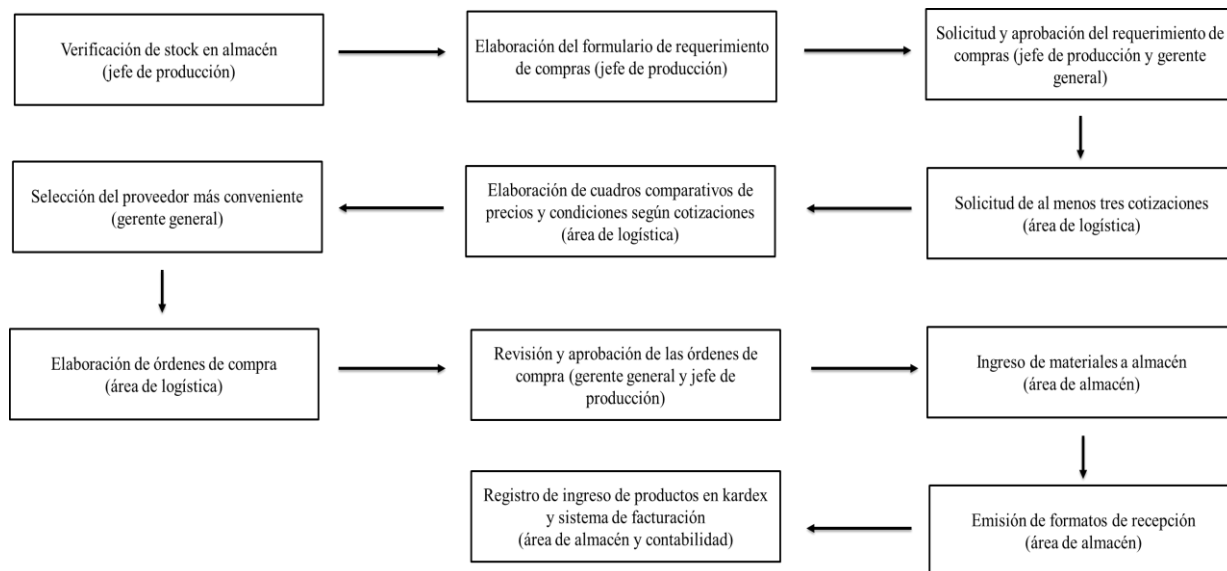 Verificación de stock en almacén
(jefe de producción)
Elaboración del formulario de requerimiento
de compras (jefe de producción)
Solicitud y aprobación del requerimiento de
compras (jefe de producción y gerente
general)
Solicitud de al menos tres cotizaciones
(área de logística)
Elaboración de cuadros comparativos de
precios y condiciones según cotizaciones
(área de logística)
Selección del proveedor más conveniente
(gerente general)
Elaboración de órdenes de compra
(área de logística)
Revisión y aprobación de las órdenes de
compra (gerente general y jefe de
producción)
Ingreso de materiales a almacén
(área de almacén)
Emisión de formatos de recepción
(área de almacén)
Registro de ingreso de productos en kardex
y sistema de facturación
(área de almacén y contabilidad)